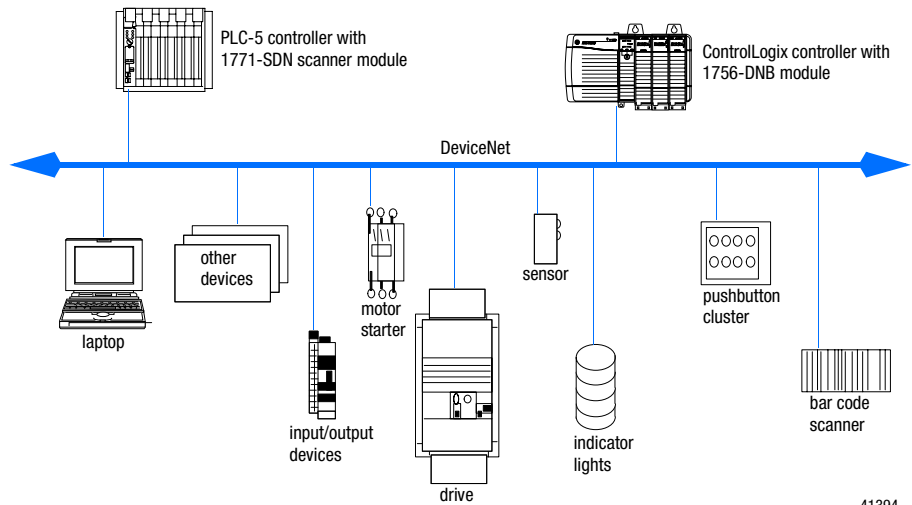 PLC-5 controller with
1771-SDN scanner module
ControlLogix controller with
1756-DNB module
DeviceNet
laptop
other
devices
input/output
devices
motor
starter
drive
sensor
indicator
lights
pushbutton
cluster
bar code
scanner